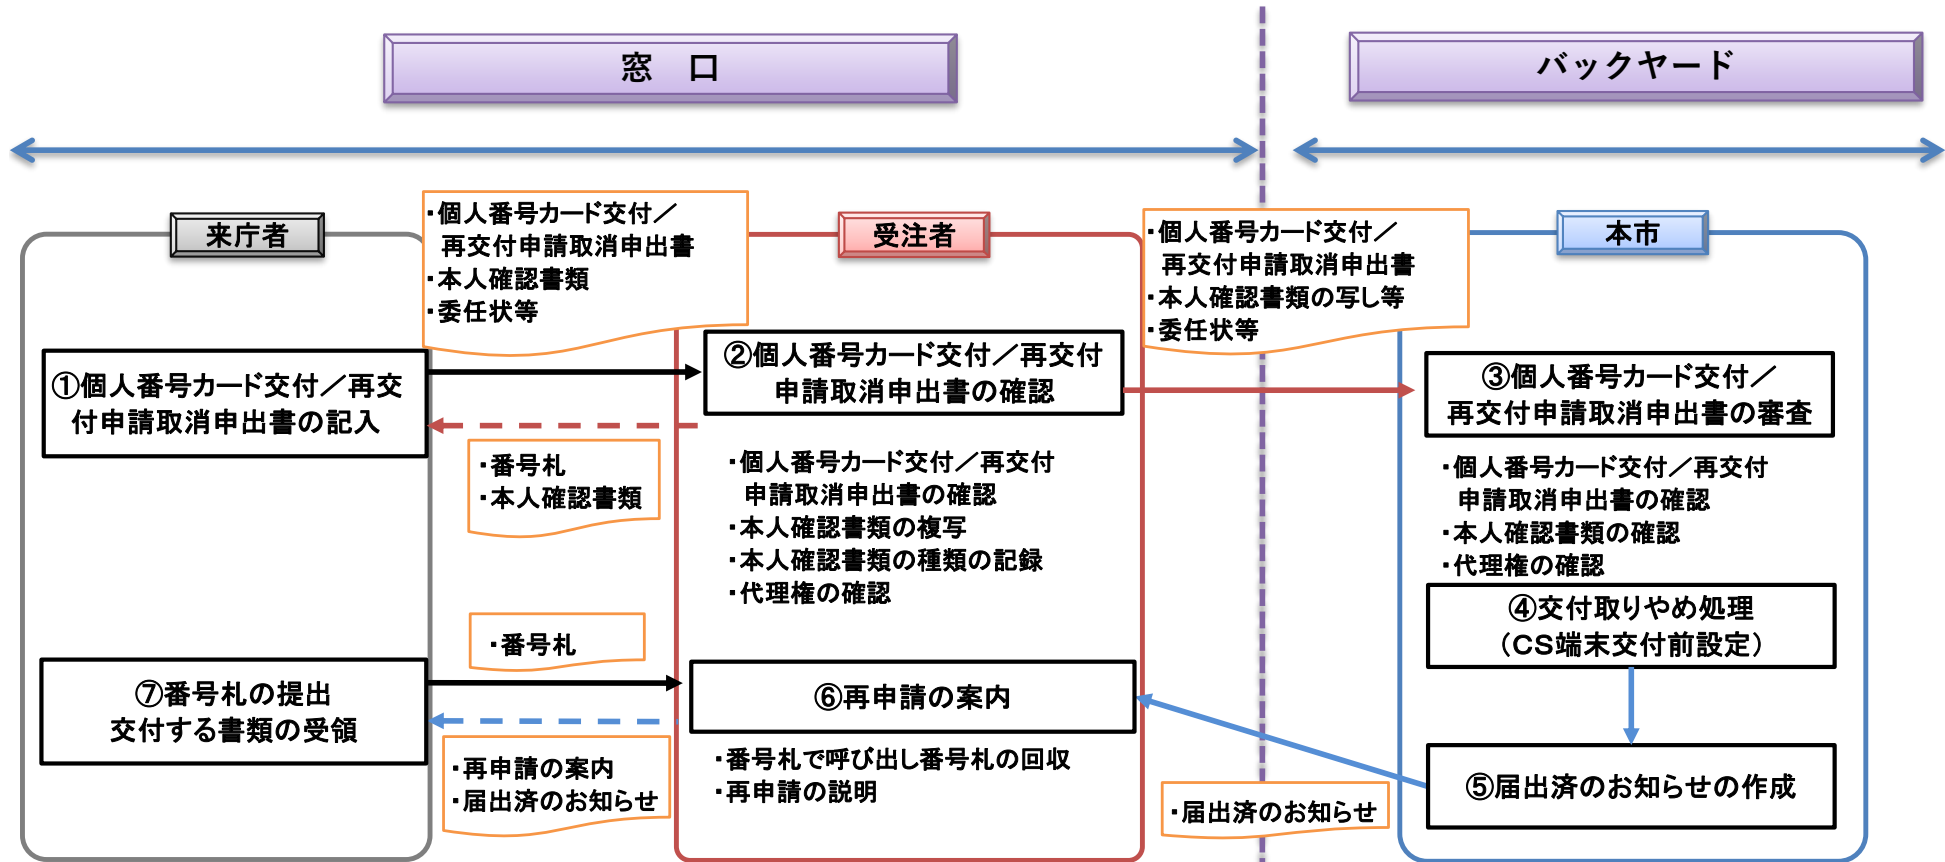 窓　口
バックヤード
来庁者
・個人番号カード交付／
再交付申請取消申出書
・本人確認書類
・委任状等
受注者
・個人番号カード交付／
再交付申請取消申出書
・本人確認書類の写し等
・委任状等
本市
①個人番号カード交付／再交
付申請取消申出書の記入
②個人番号カード交付／再交付
申請取消申出書の確認
③個人番号カード交付／
再交付申請取消申出書の審査
・番号札
・本人確認書類
・個人番号カード交付／再交付
申請取消申出書の確認
・本人確認書類の複写
・本人確認書類の種類の記録
・代理権の確認
・個人番号カード交付／再交付
申請取消申出書の確認
・本人確認書類の確認
・代理権の確認
④交付取りやめ処理
（CS端末交付前設定）
・番号札
⑦番号札の提出
交付する書類の受領
⑥再申請の案内
・再申請の案内
・届出済のお知らせ
・番号札で呼び出し番号札の回収
・再申請の説明
・届出済のお知らせ
⑤届出済のお知らせの作成